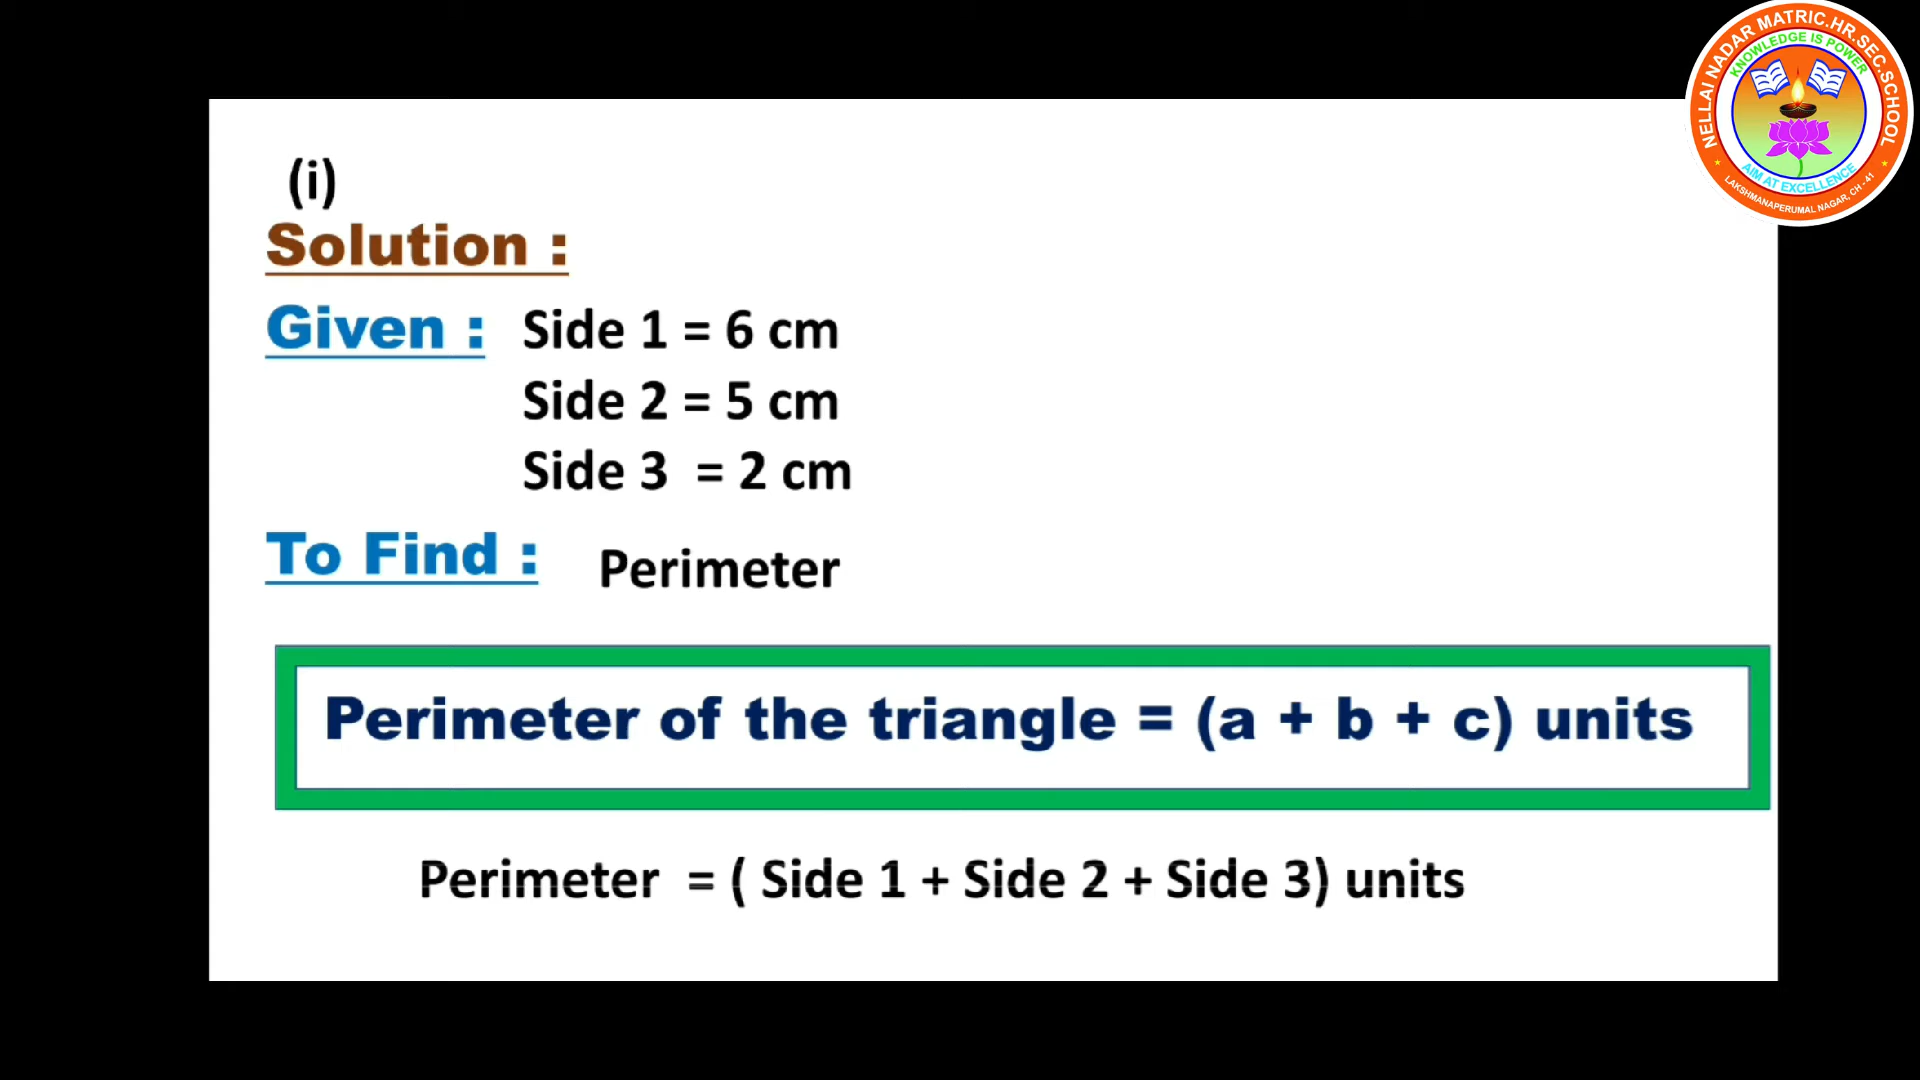 NELLAI NADAR MATRIC.HR.SEC.SCHOOL
KNOWLEDGE IS POWER
AIM AT EXCELLENCE
LAKSHMANAPERUMAL NAGAR, CH - 41
(i)
Solution :
Given : Side 1 = 6 cm
Side 2 = 5 cm
Side 3 = 2 cm
To Find : Perimeter
Perimeter of the triangle = (a + b + c) units
Perimeter = ( Side 1 + Side 2 + Side 3) units